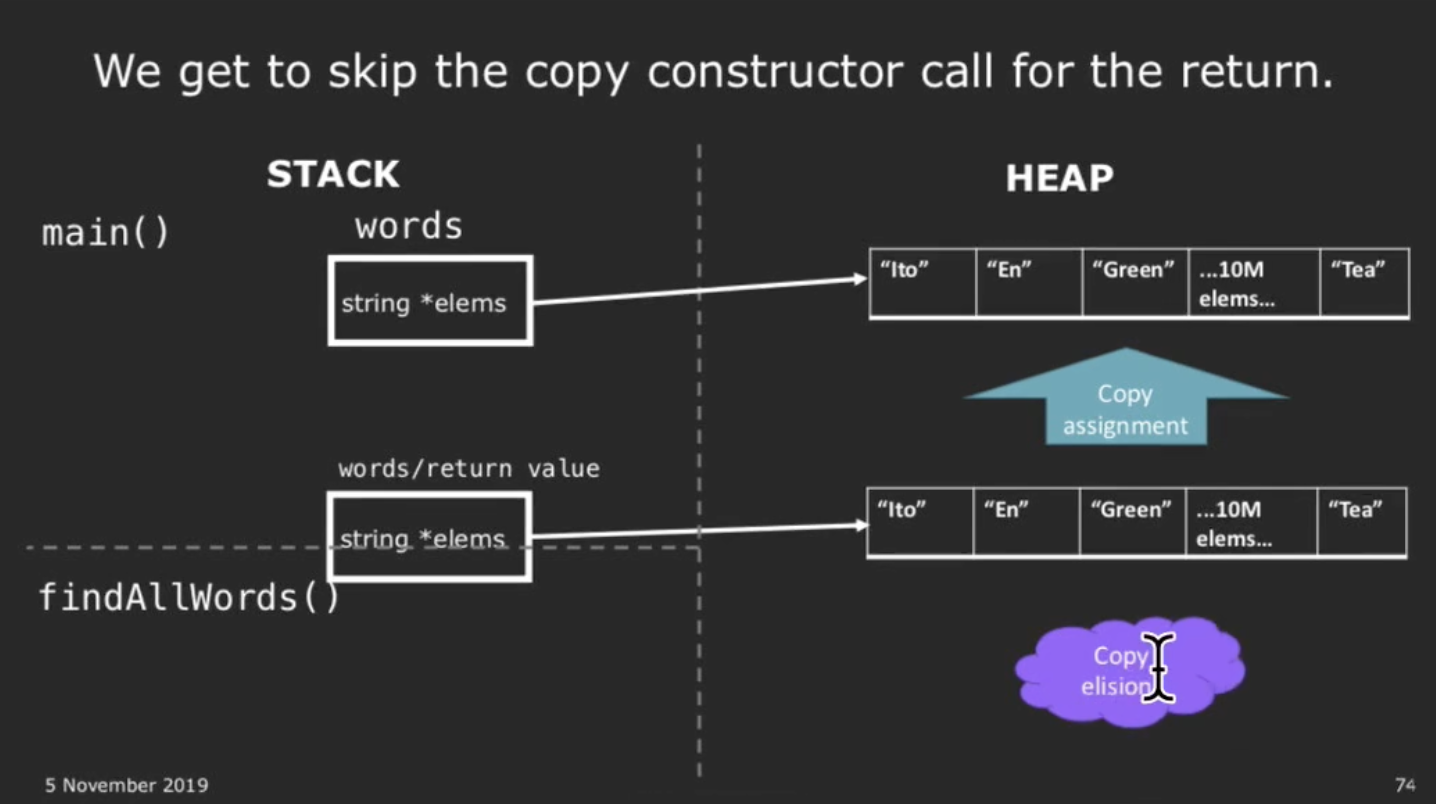 We get to skip the copy constructor call for the return.
STACK
HEAP
main()
words
string *elems
“Ito”
“En”
“Green”
...10M
elems...
“Tea”
Copy
assignment
words/return value
string *elems
“Ito”
“En”
“Green”
...10M
elems...
“Tea”
findAllWords()
Copy
elision
5 November 2019
74